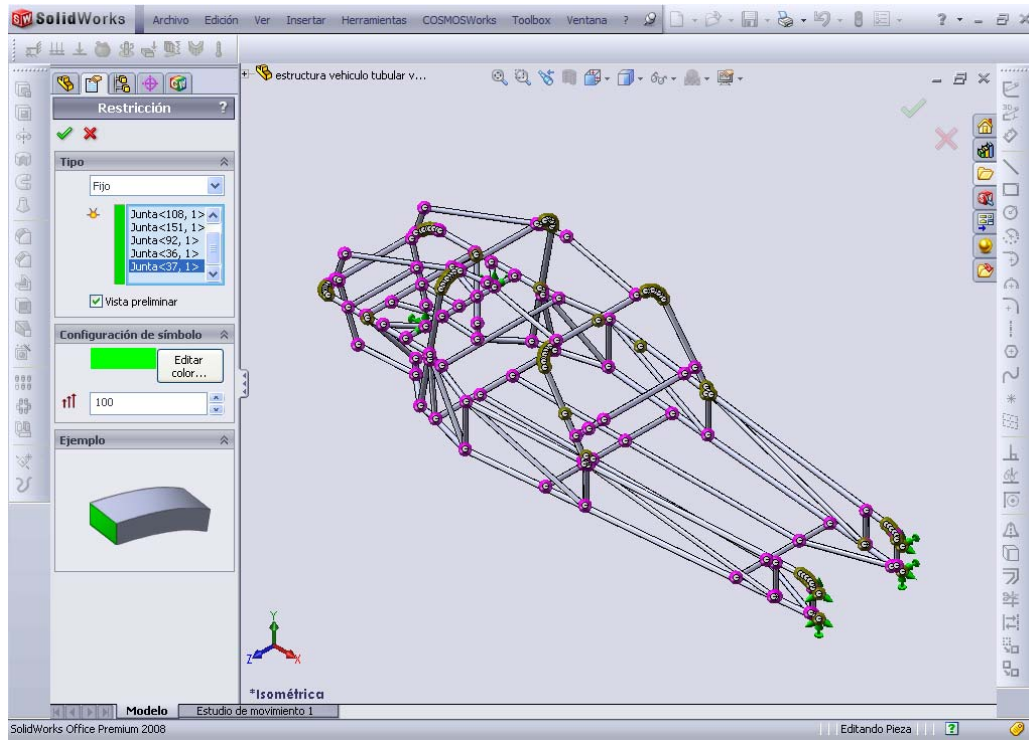 SolidWorks Archivo Edición Ver Insertar Herramientas COSMOSWorks Toolbox Ventana ? ?
estructura vehiculo tubular v...
Restricción ?
Tipo
Fijo
Junta<108, 1>
Junta<151, 1>
Junta<92, 1>
Junta<36, 1>
Junta<37, 1>
Vista preliminar
Configuración de símbolo
Editar
color...
100
Ejemplo
Y
Z X
*Isométrica
Modelo Estudio de movimiento 1
SolidWorks Office Premium 2008 Editando Pieza ?